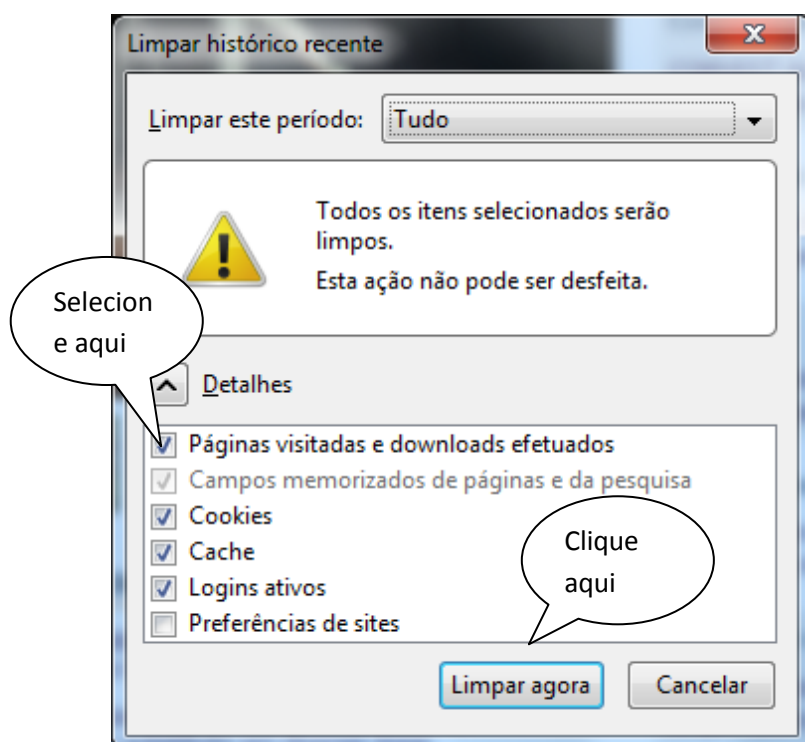 Limpar histórico recente
Limpar este período: Tudo
Todos os itens selecionados serão
limpos.
Esta ação não pode ser desfeita.
Selecion
e aqui
Detalhes
Páginas visitadas e downloads efetuados
Campos memorizados de páginas e da pesquisa
Cookies
Cache
Logins ativos
Preferências de sites
Clique
aqui
Limpar agora Cancelar